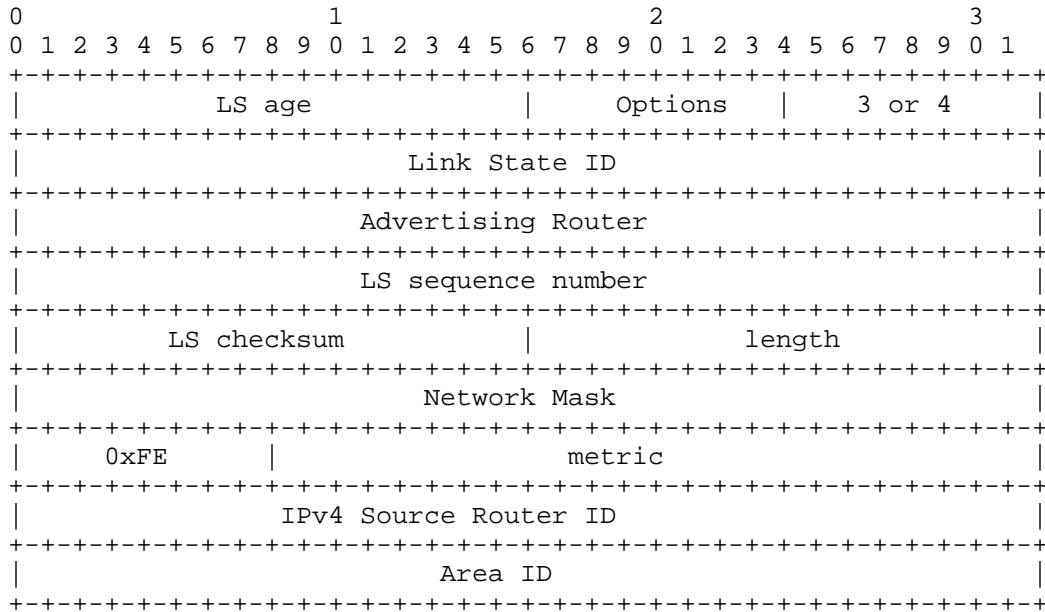 0                   1                   2                   3
0 1 2 3 4 5 6 7 8 9 0 1 2 3 4 5 6 7 8 9 0 1 2 3 4 5 6 7 8 9 0 1
+-+-+-+-+-+-+-+-+-+-+-+-+-+-+-+-+-+-+-+-+-+-+-+-+-+-+-+-+-+-+-+-+
|            LS age             |     Options   |    3 or 4     |
+-+-+-+-+-+-+-+-+-+-+-+-+-+-+-+-+-+-+-+-+-+-+-+-+-+-+-+-+-+-+-+-+
|                        Link State ID                          |
+-+-+-+-+-+-+-+-+-+-+-+-+-+-+-+-+-+-+-+-+-+-+-+-+-+-+-+-+-+-+-+-+
|                     Advertising Router                        |
+-+-+-+-+-+-+-+-+-+-+-+-+-+-+-+-+-+-+-+-+-+-+-+-+-+-+-+-+-+-+-+-+
|                     LS sequence number                        |
+-+-+-+-+-+-+-+-+-+-+-+-+-+-+-+-+-+-+-+-+-+-+-+-+-+-+-+-+-+-+-+-+
|         LS checksum           |             length            |
+-+-+-+-+-+-+-+-+-+-+-+-+-+-+-+-+-+-+-+-+-+-+-+-+-+-+-+-+-+-+-+-+
|                         Network Mask                          |
+-+-+-+-+-+-+-+-+-+-+-+-+-+-+-+-+-+-+-+-+-+-+-+-+-+-+-+-+-+-+-+-+
|     0xFE      |                  metric                       |
+-+-+-+-+-+-+-+-+-+-+-+-+-+-+-+-+-+-+-+-+-+-+-+-+-+-+-+-+-+-+-+-+
|                IPv4 Source Router ID                          |
+-+-+-+-+-+-+-+-+-+-+-+-+-+-+-+-+-+-+-+-+-+-+-+-+-+-+-+-+-+-+-+-+
|                          Area ID                              |
+-+-+-+-+-+-+-+-+-+-+-+-+-+-+-+-+-+-+-+-+-+-+-+-+-+-+-+-+-+-+-+-+